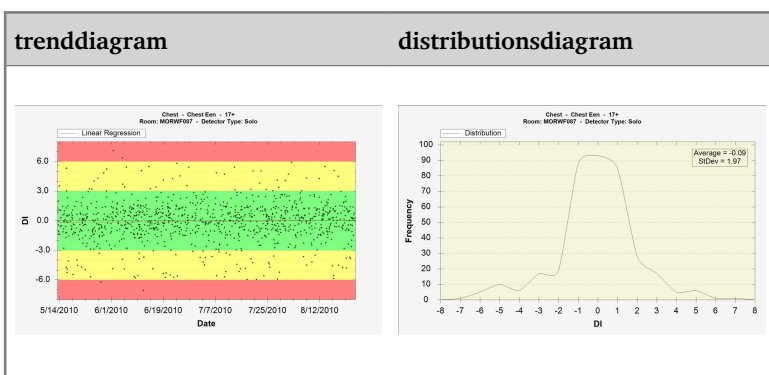 trenddiagram
distributionsdiagram
Chest - Chest Een - 17+
Room: MORWF087 - Detector Type: Solo
Linear Regression
6.0
3.0
0.0
-3.0
-6.0
DI
5/14/2010 6/1/2010 6/19/2010 7/7/2010 7/25/2010 8/12/2010
Date
Chest - Chest Een - 17+
Room: MORWF087 - Detector Type: Solo
Distribution
Average = -0.09
StDev = 1.97
100
90
80
70
60
50
40
30
20
10
0
Frequency
-8 -7 -6 -5 -4 -3 -2 -1 0 1 2 3 4 5 6 7 8
DI